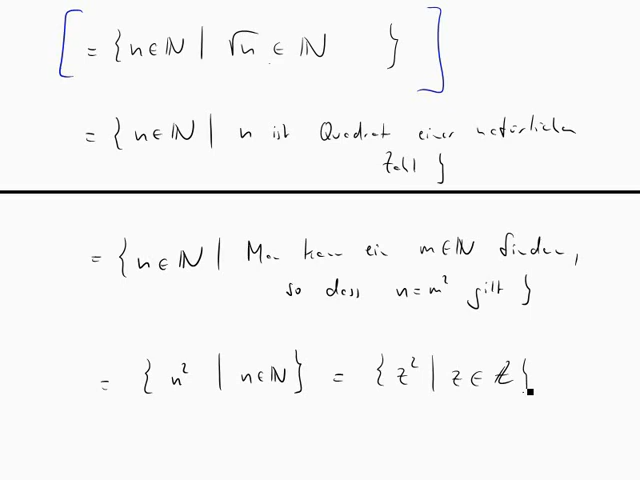 = {n∈ℕ | √n ∈ ℕ }
= {n∈ℕ | n ist Quadrat einer natürlichen
Zahl }
= {n∈ℕ | Man kann ein m∈ℕ finden,
so dass n=m² gilt }
= { n² | n∈ℕ} = { z² | z ∈ ℤ}